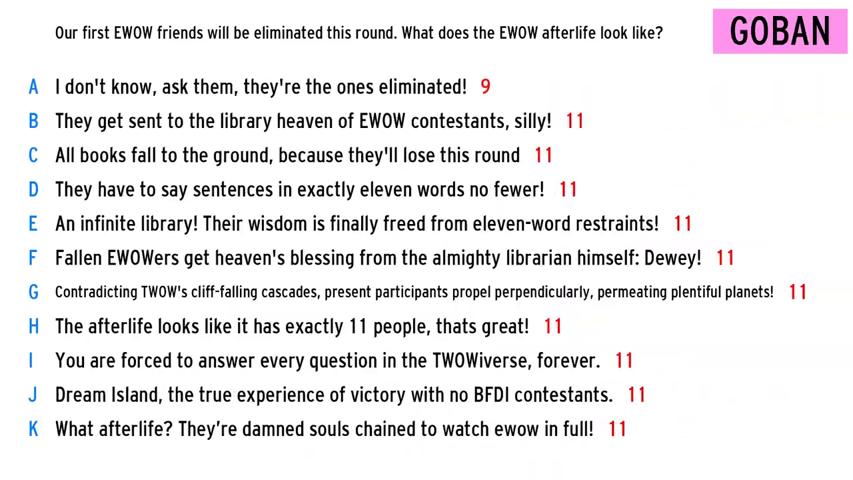 Our first EWOW friends will be eliminated this round. What does the EWOW afterlife look like?
GOBAN
A I don't know, ask them, they're the ones eliminated! 9
B They get sent to the library heaven of EWOW contestants, silly! 11
C All books fall to the ground, because they'll lose this round 11
D They have to say sentences in exactly eleven words no fewer! 11
E An infinite library! Their wisdom is finally freed from eleven-word restraints! 11
F Fallen EWOWers get heaven's blessing from the almighty librarian himself: Dewey! 11
G Contradicting TWOW's cliff-falling cascades, present participants propel perpendicularly, permeating plentiful planets! 11
H The afterlife looks like it has exactly 11 people, thats great! 11
I You are forced to answer every question in the TWOWiverse, forever. 11
J Dream Island, the true experience of victory with no BFDI contestants. 11
K What afterlife? They’re damned souls chained to watch ewow in full! 11